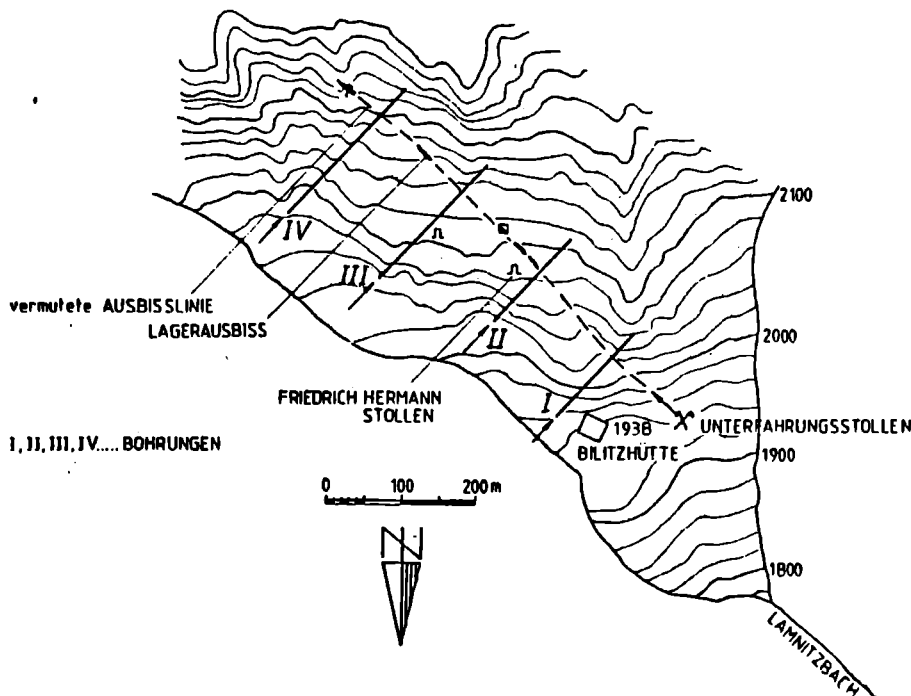 2100
IV
III
vermutete AUSBISSLINIE
LAGERAUSBISS
II
2000
FRIEDRICH HERMANN
STOLLEN
I
1938
UNTERFAHRUNGSSTOLLEN
I, II, III, IV..... BOHRUNGEN
BILITZHÜTTE
1900
0 100 200 m
N
1800
LAMNITZBACH